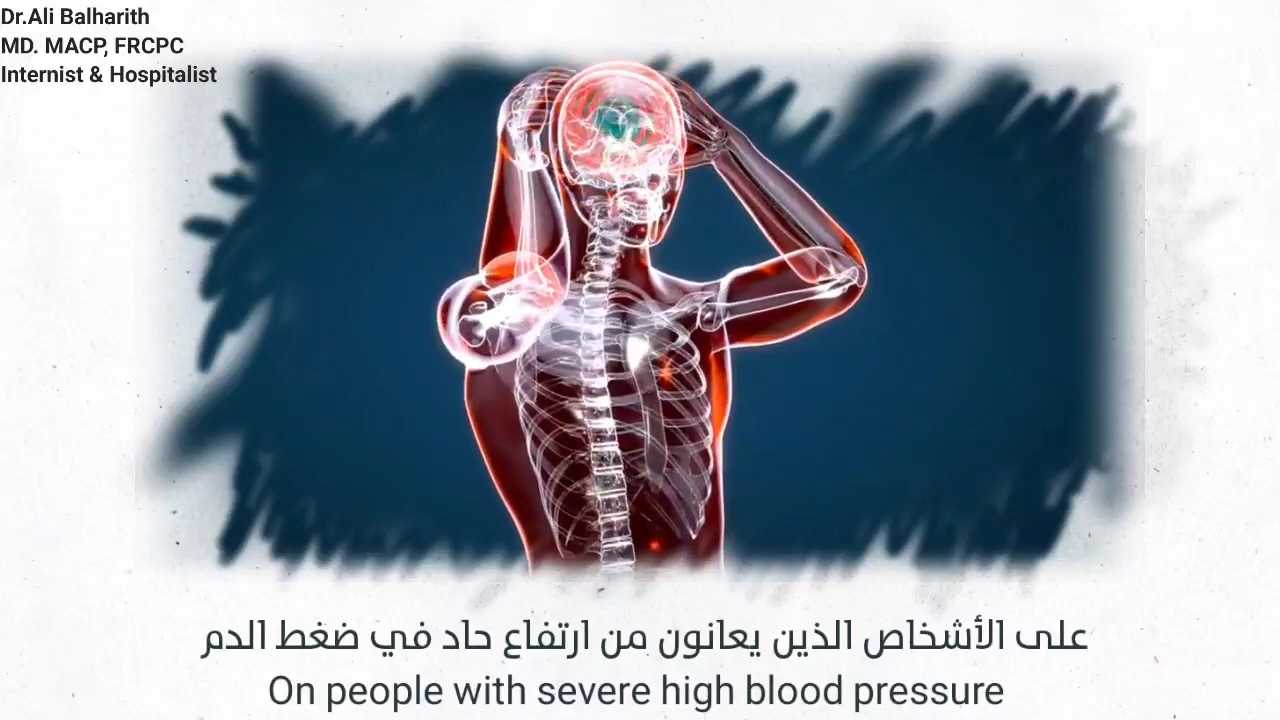 Dr.Ali Balharith
MD. MACP, FRCPC
Internist & Hospitalist
على الأشخاص الذين يعانون من ارتفاع حاد في ضغط الدم
On people with severe high blood pressure